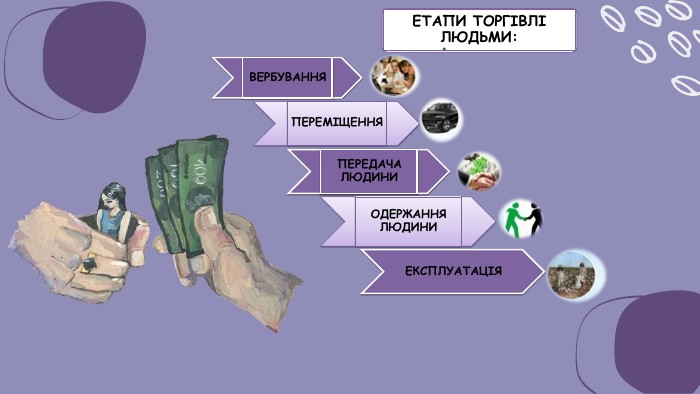 ЕТАПИ ТОРГІВЛІ
ЛЮДЬМИ:
ВЕРБУВАННЯ
ПЕРЕМІЩЕННЯ
ПЕРЕДАЧА
ЛЮДИНИ
ОДЕРЖАННЯ
ЛЮДИНИ
ЕКСПЛУАТАЦІЯ